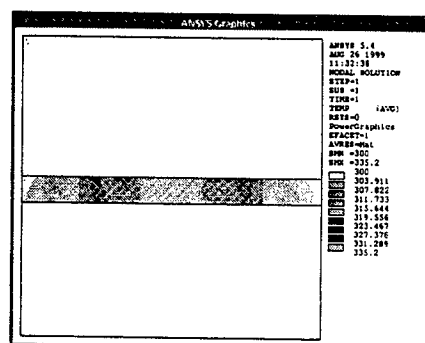 ANSYS Graphics
ANSYS 5.4
AUG 26 1999
11:32:38
NODAL SOLUTION
STEP=1
SUB =1
TIME=1
TEMP (AVG)
RSYS=0
PowerGraphics
EFACET=1
AVRES=Mat
SMN =300
SMX =335.2
300
303.911
307.822
311.733
315.644
319.556
323.467
327.378
331.289
335.2